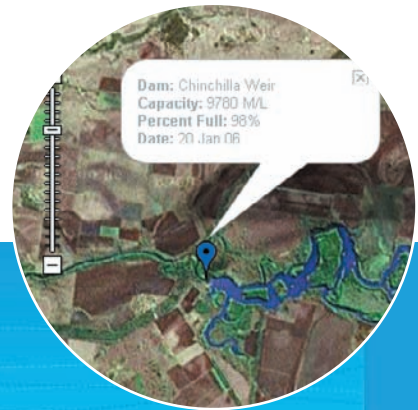 Dam: Chinchilla Weir
Capacity: 9780 M/L
Percent Full: 98%
Date: 20 Jan 06